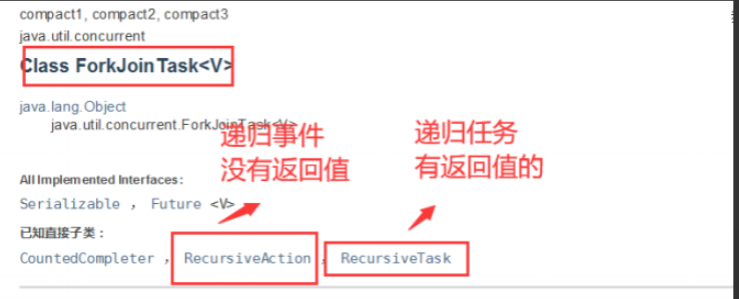 compact1, compact2, compact3
java.util.concurrent
Class ForkJoinTask<V>
java.lang.Object
java.util.concurrent.ForkJoinTask<V>
递归事件
没有返回值
递归任务
有返回值的
All Implemented Interfaces:
Serializable , Future <V>
已知直接子类：
CountedCompleter , RecursiveAction , RecursiveTask